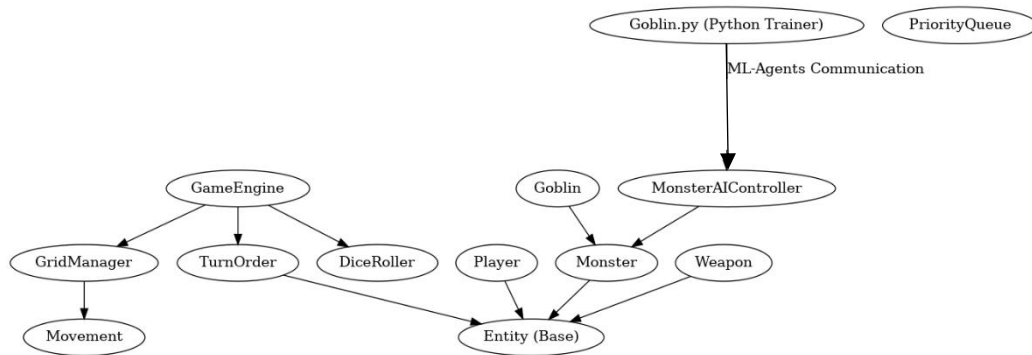 Goblin.py (Python Trainer)
PriorityQueue
ML-Agents Communication
GameEngine
Goblin
MonsterAIController
GridManager
TurnOrder
DiceRoller
Player
Monster
Weapon
Movement
Entity (Base)